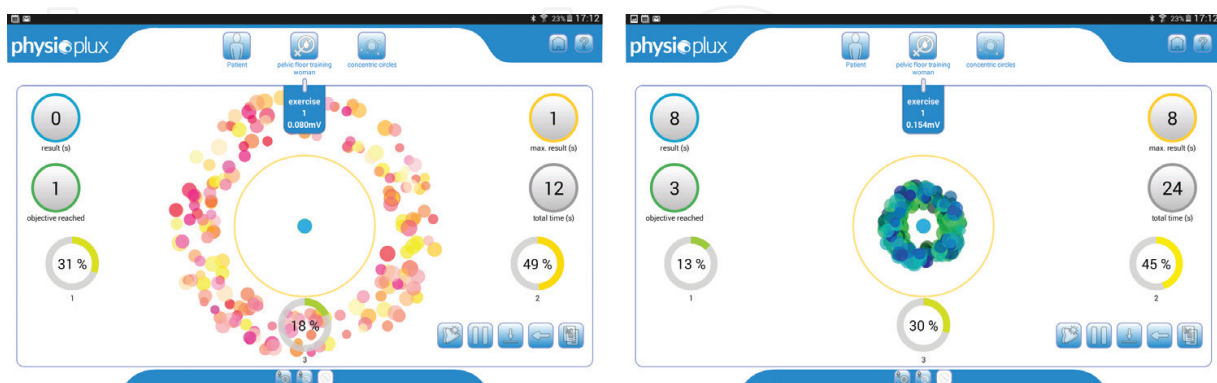 23% 17:12
physioplux
Patient
pelvic floor training
woman
concentric circles
exercise
1
0.080mV
0
result (s)
1
max. result (s)
1
objective reached
12
total time (s)
31 %
1
49 %
2
18 %
3
23% 17:12
physioplux
Patient
pelvic floor training
woman
concentric circles
exercise
1
0.154mV
8
result (s)
8
max. result (s)
3
objective reached
24
total time (s)
13 %
1
45 %
2
30 %
3